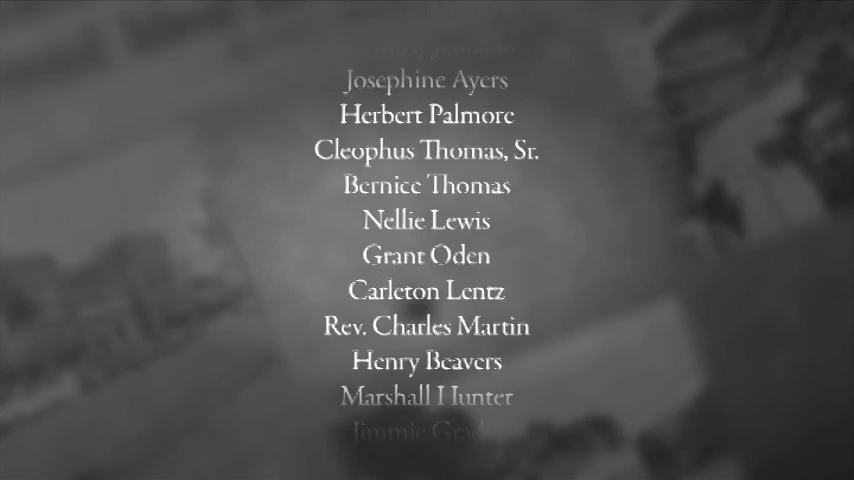 Josephine Ayers
Herbert Palmore
Cleophus Thomas, Sr.
Bernice Thomas
Nellie Lewis
Grant Oden
Carleton Lentz
Rev. Charles Martin
Henry Beavers
Marshall Hunter
Jimmie